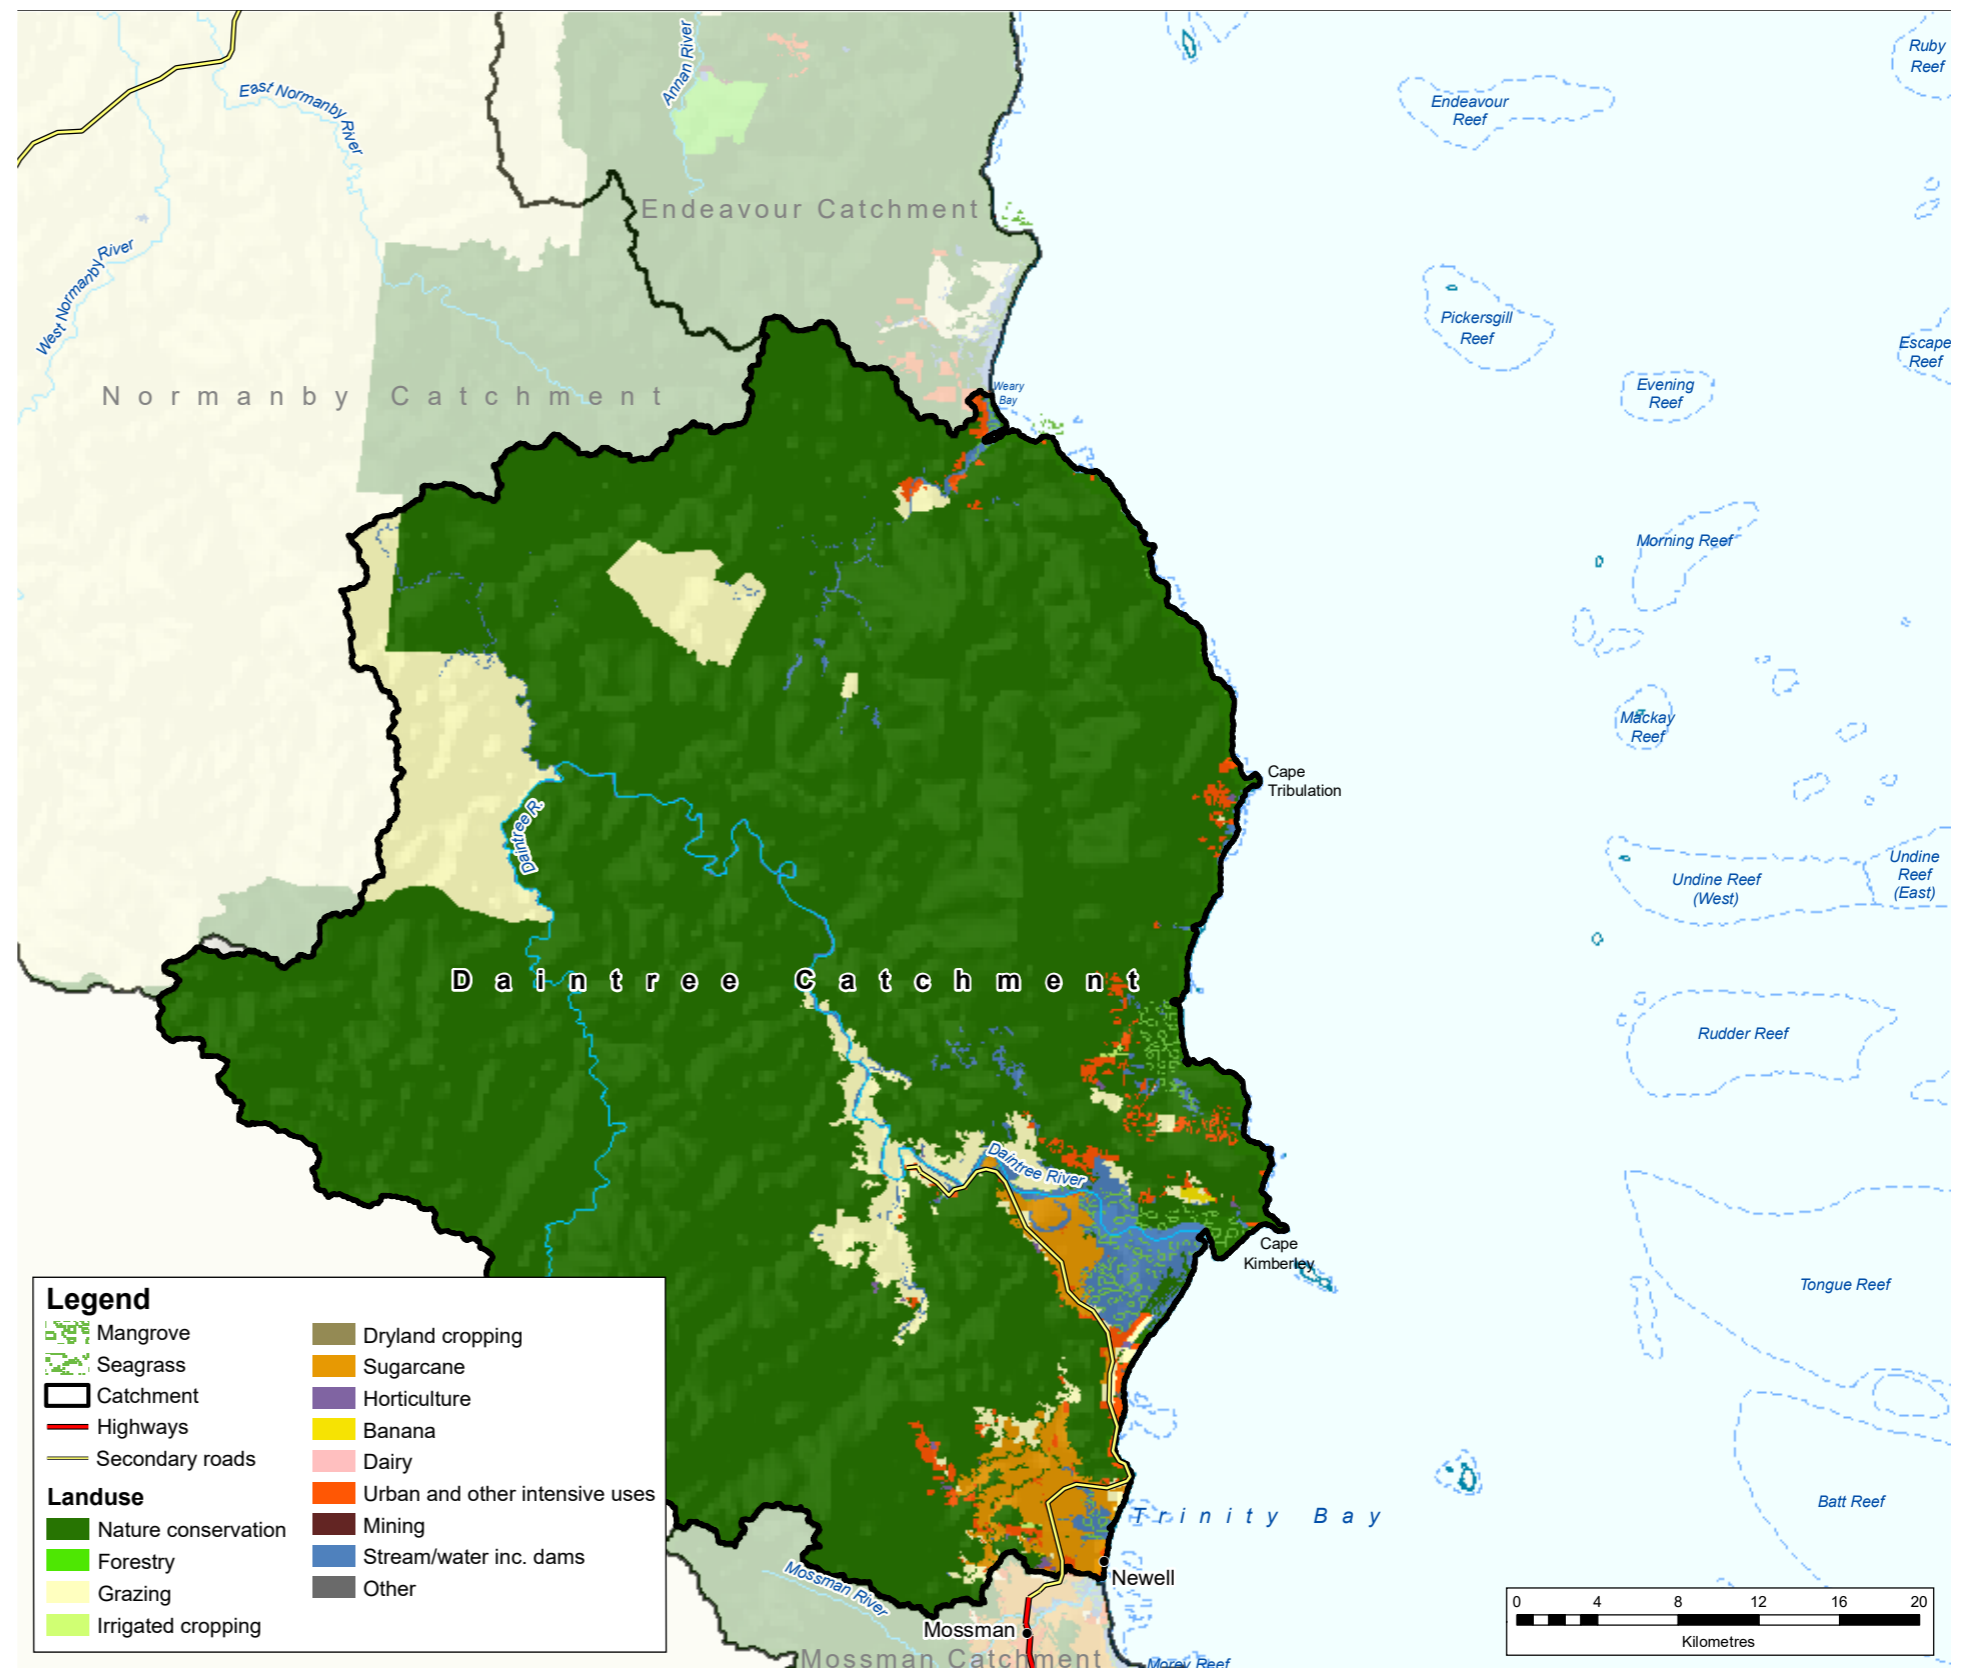 Ruby
Reef
Annan River
East Normanby River
Endeavour
Reef
Endeavour Catchment
West Normanby River
Pickersgill
Reef
Escape
Reef
Normanby Catchment
Weary
Bay
Evening
Reef
Morning Reef
Mackay
Reef
Cape
Tribulation
Daintree R.
Undine Reef
(West)
Undine
Reef
(East)
Daintree Catchment
Rudder Reef
Daintree River
Cape
Kimberley
Tongue Reef
Batt Reef
Trinity Bay
Newell
Mossman River
Mossman
Mossman Catchment
Morey Reef
Legend
Mangrove
Seagrass
Catchment
Highways
Secondary roads
Landuse
Nature conservation
Forestry
Grazing
Irrigated cropping
Dryland cropping
Sugarcane
Horticulture
Banana
Dairy
Urban and other intensive uses
Mining
Stream/water inc. dams
Other
0 4 8 12 16 20
Kilometres